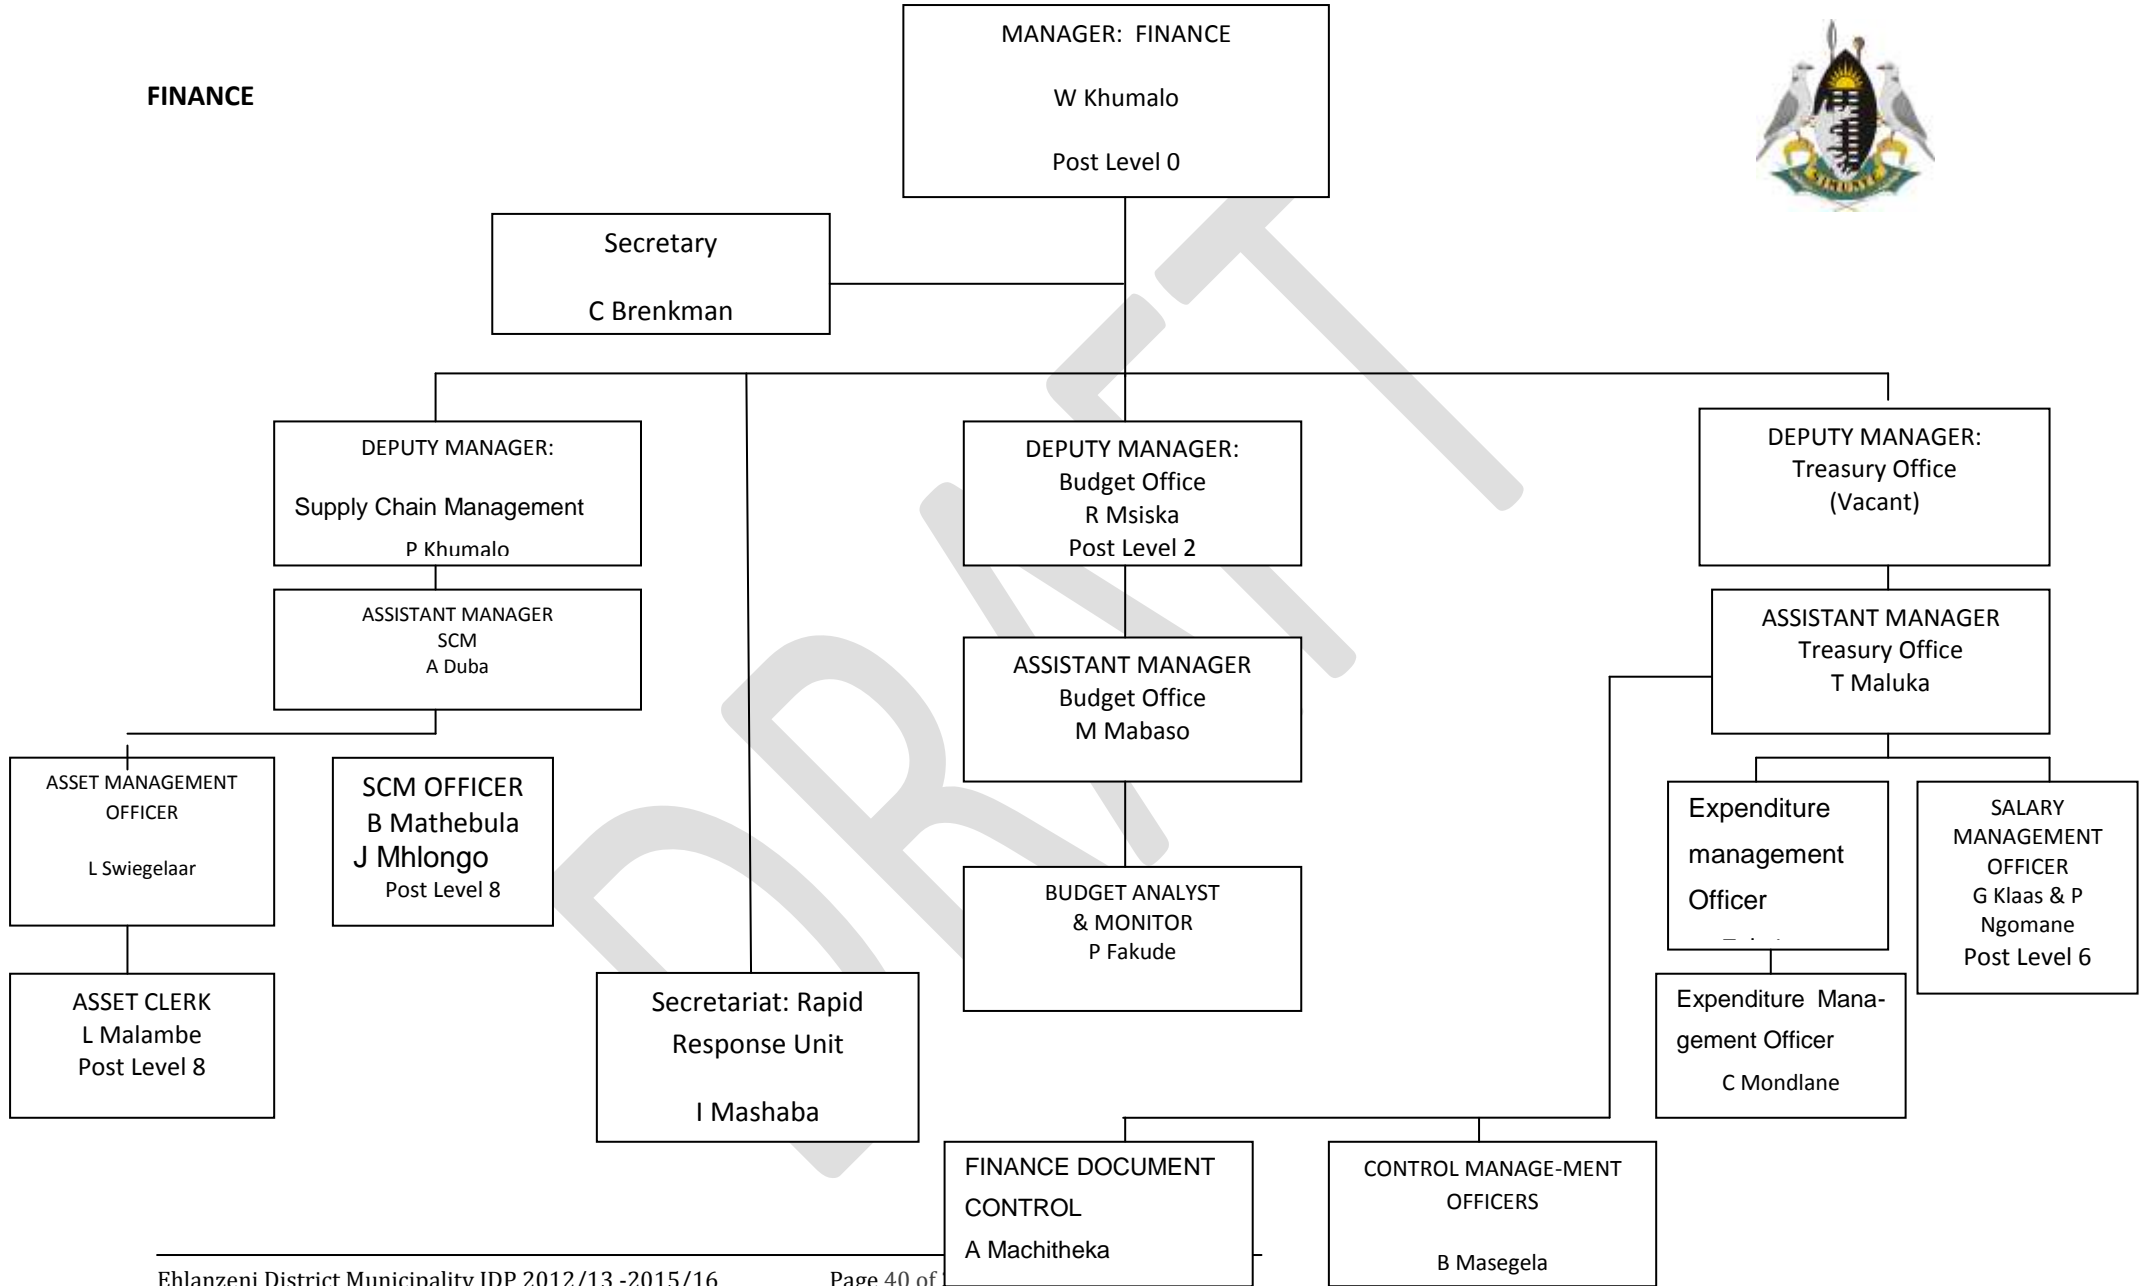 MANAGER: FINANCE
W Khumalo
Post Level 0
FINANCE
SIMUNYE
Secretary
C Brenkman
DEPUTY MANAGER:
Supply Chain Management
P Khumalo
DEPUTY MANAGER:
Budget Office
R Msiska
Post Level 2
DEPUTY MANAGER:
Treasury Office
(Vacant)
ASSISTANT MANAGER
SCM
A Duba
ASSISTANT MANAGER
Budget Office
M Mabaso
ASSISTANT MANAGER
Treasury Office
T Maluka
ASSET MANAGEMENT
OFFICER
L Swiegelaar
SCM OFFICER
B Mathebula
J Mhlongo
Post Level 8
BUDGET ANALYST
& MONITOR
P Fakude
Expenditure
management
Officer
SALARY
MANAGEMENT
OFFICER
G Klaas & P
Ngomane
Post Level 6
ASSET CLERK
L Malambe
Post Level 8
Secretariat: Rapid
Response Unit
I Mashaba
Expenditure Mana-
gement Officer
C Mondlane
FINANCE DOCUMENT
CONTROL
A Machitheka
CONTROL MANAGE-MENT
OFFICERS
B Masegela
DRAFT
Ehlanzeni District Municipality IDP 2012/13 -2015/16
Page 40 of